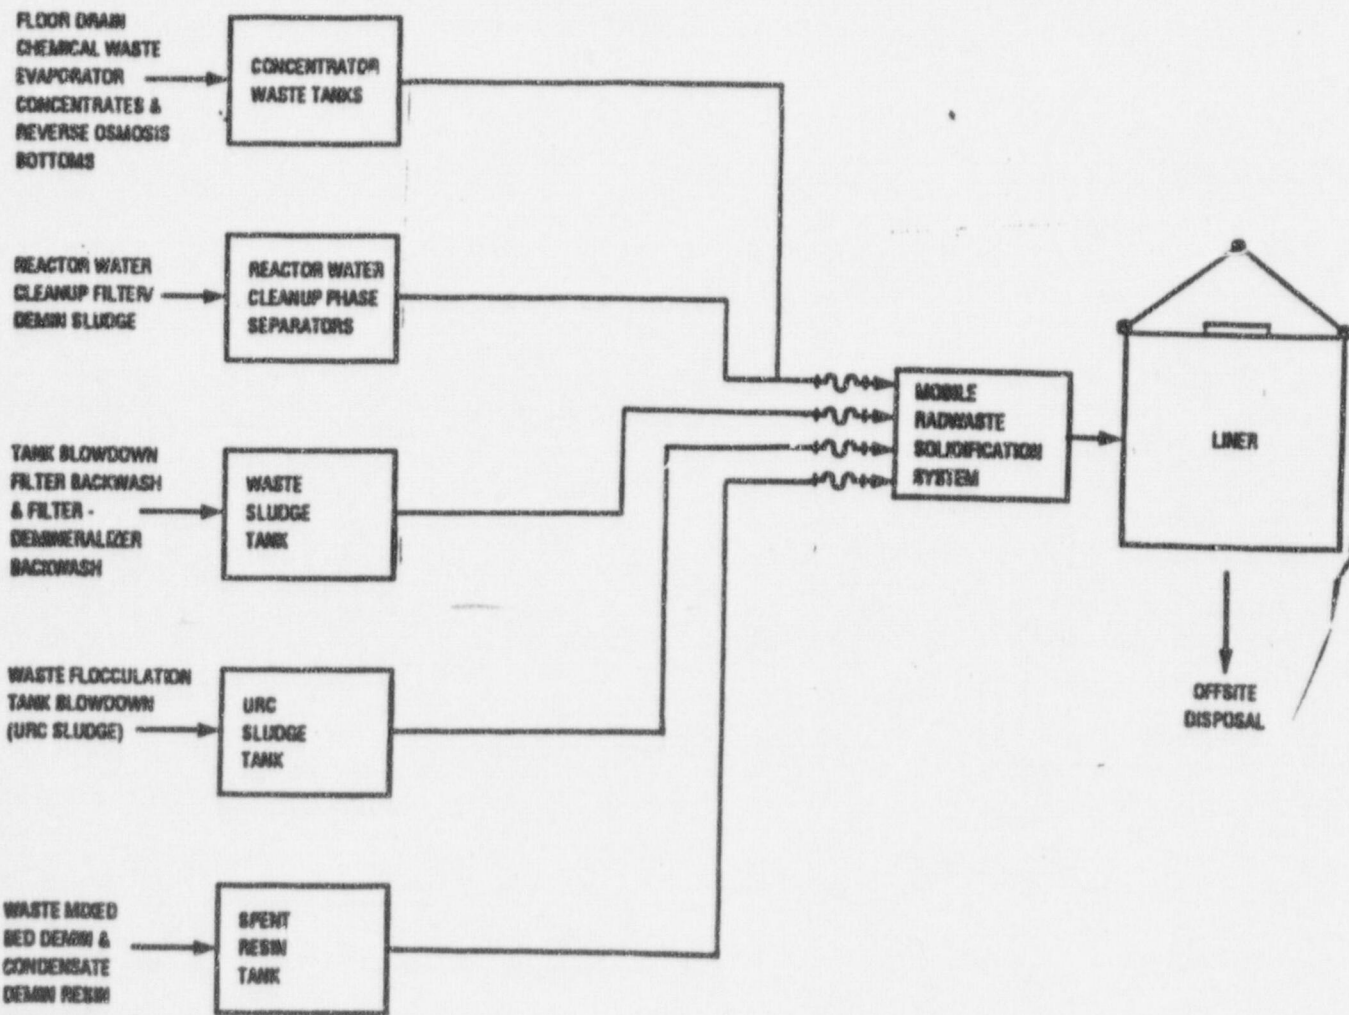 FLOOR DRAIN
CHEMICAL WASTE
EVAPORATOR
CONCENTRATES &
REVERSE OSMOSIS
BOTTOMS
CONCENTRATOR
WASTE TANKS
REACTOR WATER
CLEANUP FILTER/
DEMIN SLUDGE
REACTOR WATER
CLEANUP PHASE
SEPARATORS
TANK BLOWDOWN
FILTER BACKWASH
& FILTER -
DEMINERALIZER
BACKWASH
WASTE
SLUDGE
TANK
WASTE FLOCCULATION
TANK BLOWDOWN
(URC SLUDGE)
URC
SLUDGE
TANK
WASTE MIXED
BED DEMIN &
CONDENSATE
DEMIN RESIN
SPENT
RESIN
TANK
MOBILE
RADWASTE
SOLIDIFICATION
SYSTEM
LINER
OFFSITE
DISPOSAL